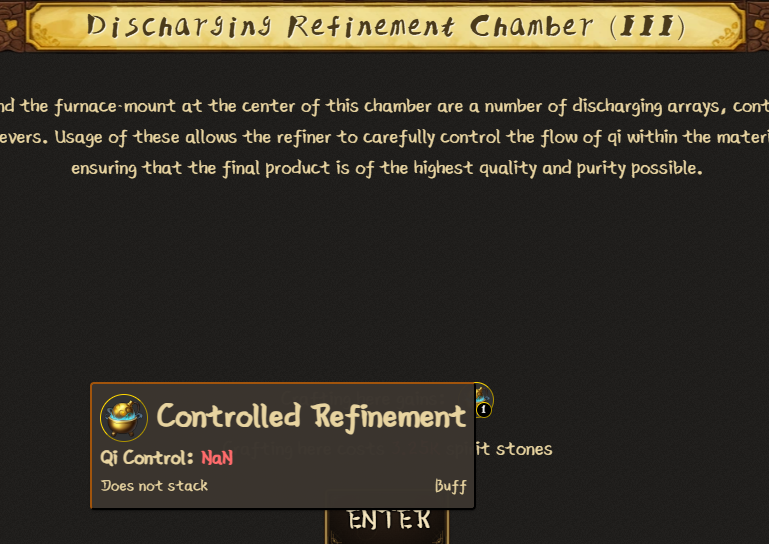 Discharging Refinement Chamber (III)
nd the furnace-mount at the center of this chamber are a number of discharging arrays, cont
evers. Usage of these allows the refiner to carefully control the flow of qi within the materi
ensuring that the final product is of the highest quality and purity possible.
Controlled Refinement
1
Qi Control: NaN
it stones
Does not stack Buff
ENTER